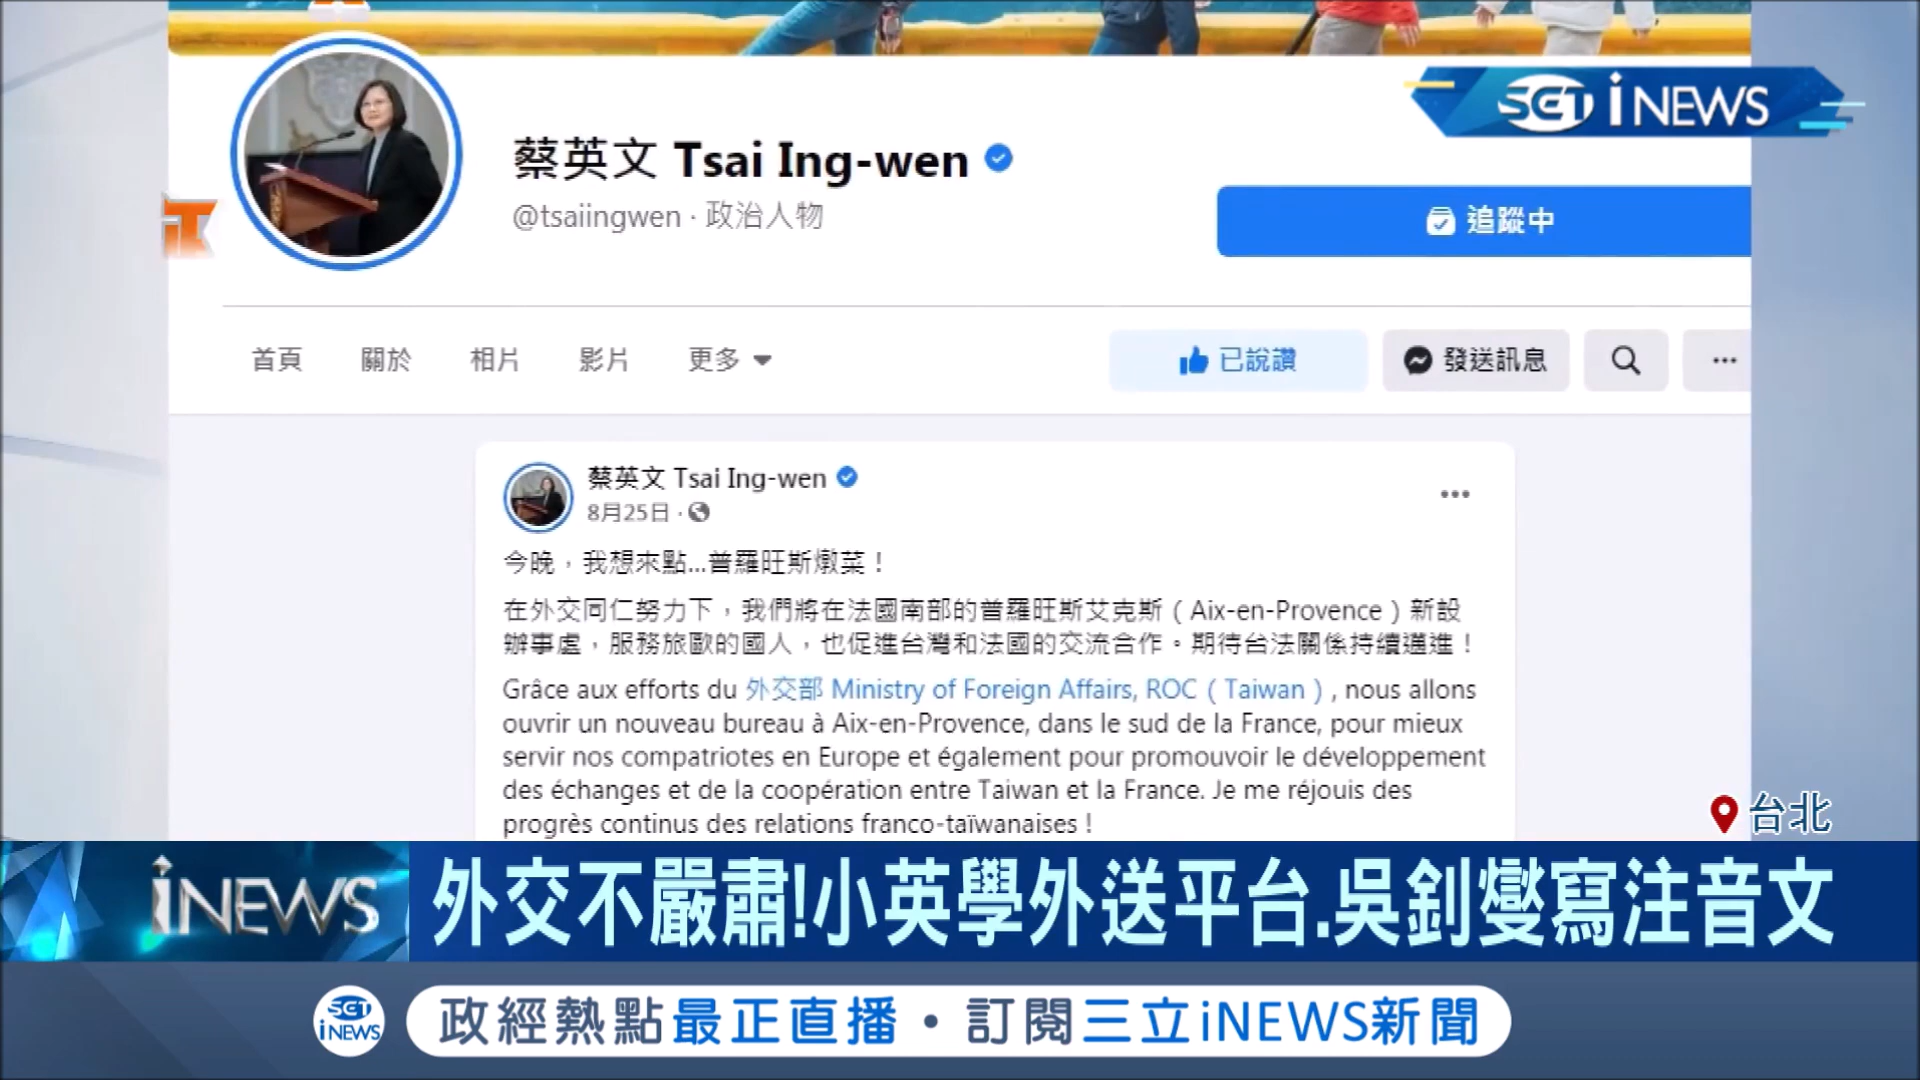 SET iNEWS
蔡英文 Tsai Ing-wen
@tsaiingwen · 政治人物
追蹤中
首頁 關於 相片 影片 更多
已說讚 發送訊息
蔡英文 Tsai Ing-wen
8月25日 ·
今晚，我想來點...普羅旺斯燉菜！
在外交同仁努力下，我們將在法國南部的普羅旺斯艾克斯（Aix-en-Provence）新設
辦事處，服務旅歐的國人，也促進台灣和法國的交流合作。期待台法關係持續邁進！
Grâce aux efforts du 外交部 Ministry of Foreign Affairs, ROC（Taiwan）, nous allons
ouvrir un nouveau bureau à Aix-en-Provence, dans le sud de la France, pour mieux
servir nos compatriotes en Europe et également pour promouvoir le développement
des échanges et de la coopération entre Taiwan et la France. Je me réjouis des
progrès continus des relations franco-taïwanaises !
台北
iNEWS
外交不嚴肅!小英學外送平台.吳釗燮寫注音文
SET iNEWS
政經熱點最正直播・訂閱三立iNEWS新聞